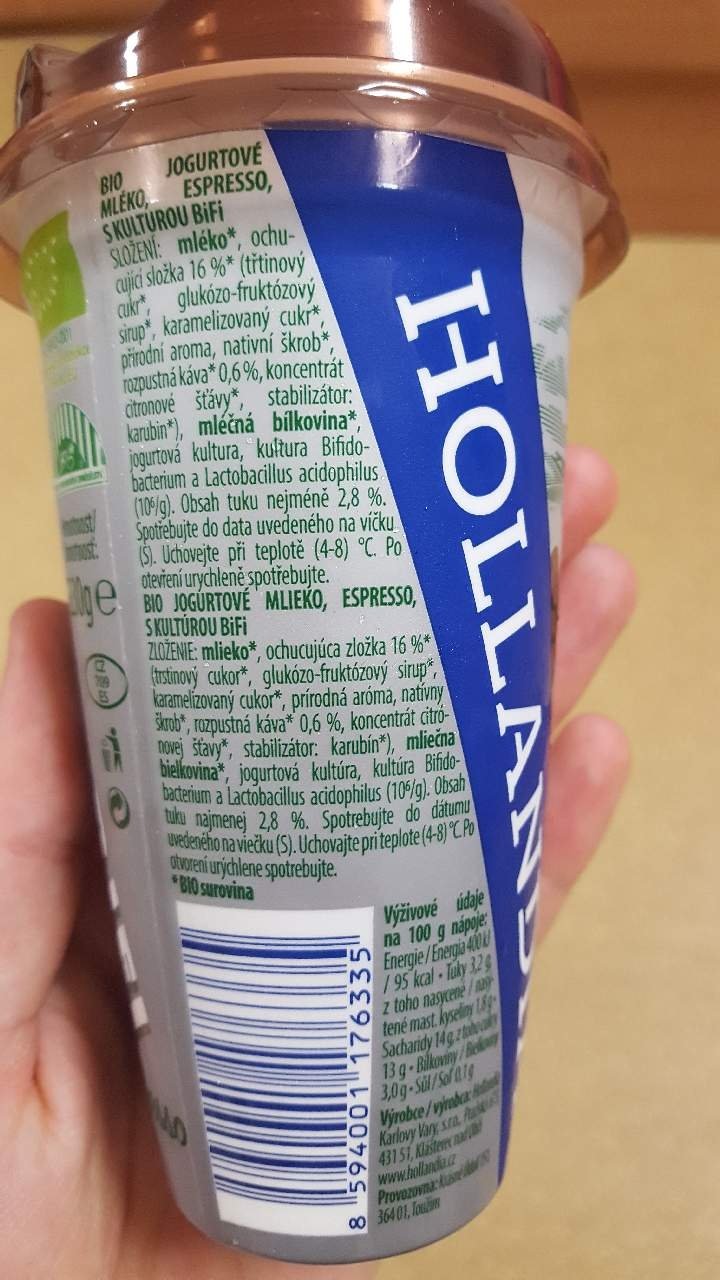 BIO JOGURTOVÉ
MLÉKO, ESPRESSO,
S KULTUROU BiFi
SLOŽENÍ: mléko*, ochu-
cující složka 16 %* (třtinový
cukr*, glukózo-fruktózový
sirup*, karamelizovaný cukr*,
přírodní aroma, nativní škrob*,
rozpustná káva* 0,6 %, koncentrát
citronové šťávy*, stabilizátor:
karubin*), mléčná bílkovina*,
jogurtová kultura, kultura Bifido-
bacterium a Lactobacillus acidophilus
(10⁶/g). Obsah tuku nejméně 2,8 %.
Spotřebujte do data uvedeného na víčku
(S). Uchovejte při teplotě (4-8) °C. Po
otevření urychleně spotřebujte.
BIO JOGURTOVÉ MLIEKO, ESPRESSO,
S KULTÚROU BiFi
ZLOŽENIE: mlieko*, ochucujúca zložka 16 %*
(trstinový cukor*, glukózo-fruktózový sirup*,
karamelizovaný cukor*, prírodná aróma, natívny
škrob*, rozpustná káva* 0,6 %, koncentrát citró-
novej šťavy*, stabilizátor: karubín*), mliečna
bielkovina*, jogurtová kultúra, kultúra Bifido-
bacterium a Lactobacillus acidophilus (10⁶/g). Obsah
tuku najmenej 2,8 %. Spotrebujte do dátumu
uvedeného na viečku (S). Uchovajte pri teplote (4-8) °C. Po
otvorení urýchlene spotrebujte.
*BIO surovina
HOLLAND
e
CZ
789
ES
8 594001 176335
Výživové údaje
na 100 g nápoje:
Energie/Energia 400 kJ
/ 95 kcal • Tuky 3,2 g
z toho nasycené / nasý-
tené mast. kyseliny 1,8 g •
Sacharidy 14 g, z toho cukry
13 g • Bílkoviny / Bielkoviny
3,0 g • Sůl / Soľ 0,1 g
Výrobce / výrobca: Hollandia
Karlovy Vary, s.r.o.,
431 51, Klášterec nad Ohří
www.hollandia.cz
Provozovna: Krásné Údolí
364 01, Toužim